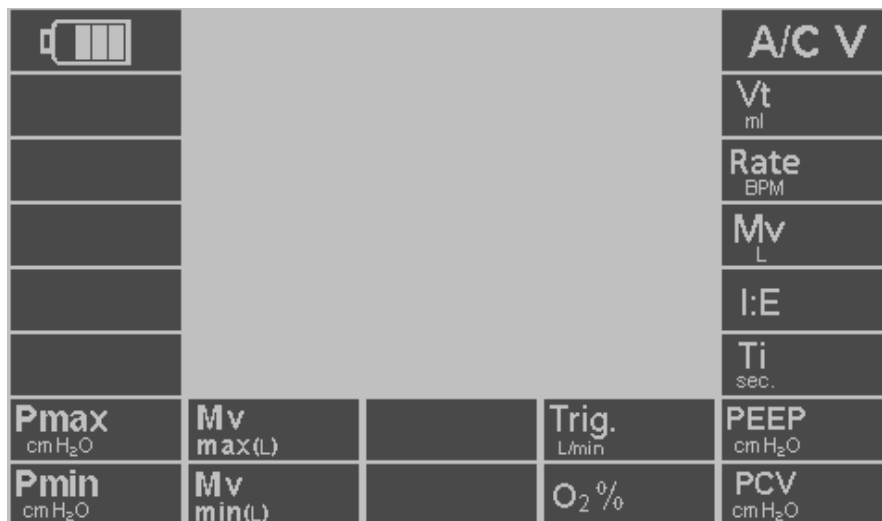 A/C V
Vt
ml
Rate
BPM
Mv
L
I:E
Ti
sec.
Pmax
cmH₂O
Mv
max(L)
Trig.
L/min
PEEP
cmH₂O
Pmin
cmH₂O
Mv
min(L)
O₂%
PCV
cmH₂O